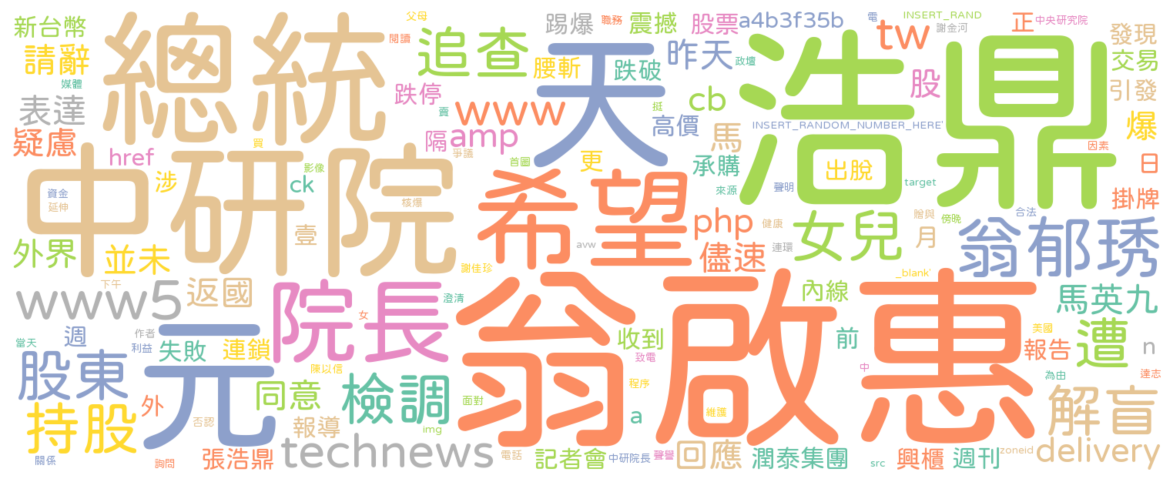 新台幣
父母
踢爆
職務
震撼
股票
a4b3f35b
電
INSERT_RAND
謝金河
正
中央研究院
請辭
媒體
總統
閱讀
追查
腰斬
天
跌破
昨天
政壇
浩鼎
tw
發現
交易
表達
跌停
賣
www
挺
cb
高價
股
引發
疑慮
href
買
隔
amp
爭議
馬
INSERT_RANDOM_NUMBER_HERE'
爆
因素
中研院
影像
首圖
更
承購
出脫
日
資金
延伸
涉
ck
核爆
希望
來源
聲明
target
掛牌
外界
並未
壹
avw
php
健康
女兒
贈與
傍晚
合法
謝佳珍
儘速
連環
月
翁郁琇
下午
www5
返國
院長
澄清
女
翁啟惠
_blank'
內線
馬英九
當天
週
作者
利益
元
收到
致電
前
美國
遭
n
股東
失敗
連鎖
陳以信
中
報告
達志
為由
持股
外
同意
檢調
面對
程序
a
維護
解盲
否認
報導
img
關係
詢問
張浩鼎
technews
電話
記者會
中研院長
聲譽
回應
潤泰集團
src
興櫃
週刊
zoneid
delivery